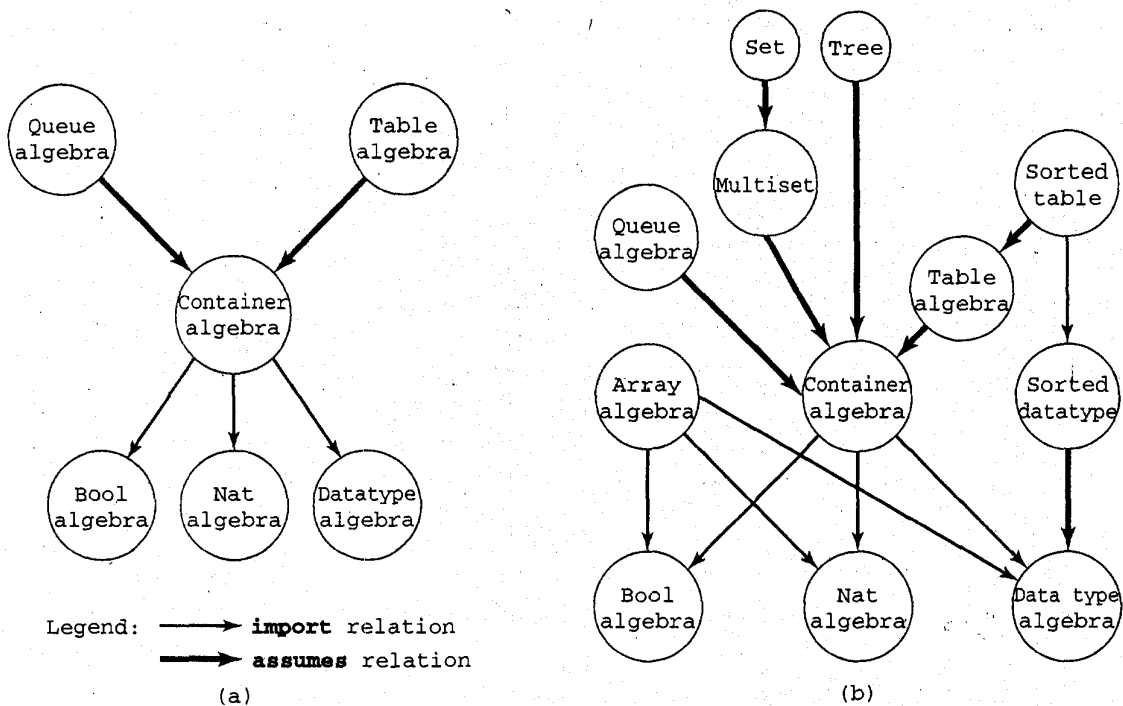 Queue
algebra
Table
algebra
Container
algebra
Bool
algebra
Nat
algebra
Datatype
algebra
Legend:
import relation
assumes relation
(a)
Set
Tree
Multiset
Sorted
table
Queue
algebra
Table
algebra
Array
algebra
Container
algebra
Sorted
datatype
Bool
algebra
Nat
algebra
Data type
algebra
(b)